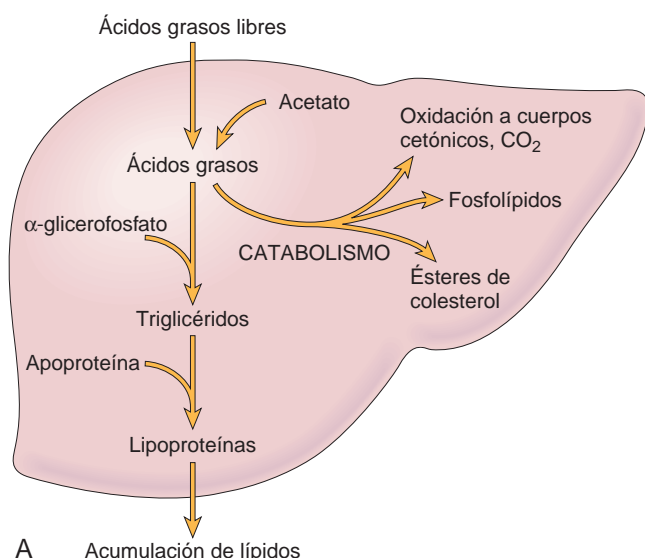 Ácidos grasos libres
Acetato
Oxidación a cuerpos
cetónicos, CO₂
Ácidos grasos
Fosfolípidos
α-glicerofosfato
CATABOLISMO
Ésteres de
colesterol
Triglicéridos
Apoproteína
Lipoproteínas
A Acumulación de lípidos